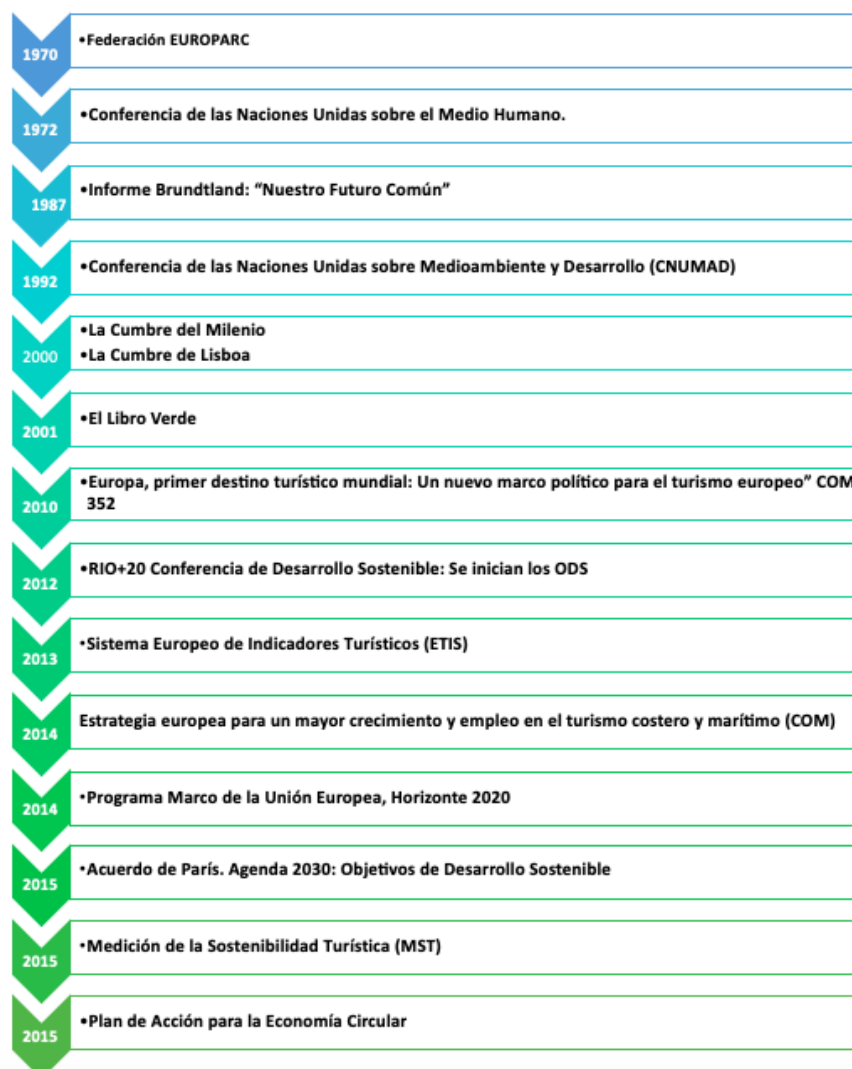 1970
•Federación EUROPARC
1972
•Conferencia de las Naciones Unidas sobre el Medio Humano.
1987
•Informe Brundtland: “Nuestro Futuro Común”
1992
•Conferencia de las Naciones Unidas sobre Medioambiente y Desarrollo (CNUMAD)
2000
•La Cumbre del Milenio
•La Cumbre de Lisboa
2001
•El Libro Verde
2010
•Europa, primer destino turístico mundial: Un nuevo marco político para el turismo europeo” COM
352
2012
•RIO+20 Conferencia de Desarrollo Sostenible: Se inician los ODS
2013
•Sistema Europeo de Indicadores Turísticos (ETIS)
2014
Estrategia europea para un mayor crecimiento y empleo en el turismo costero y marítimo (COM)
2014
•Programa Marco de la Unión Europea, Horizonte 2020
2015
•Acuerdo de París. Agenda 2030: Objetivos de Desarrollo Sostenible
2015
•Medición de la Sostenibilidad Turística (MST)
2015
•Plan de Acción para la Economía Circular